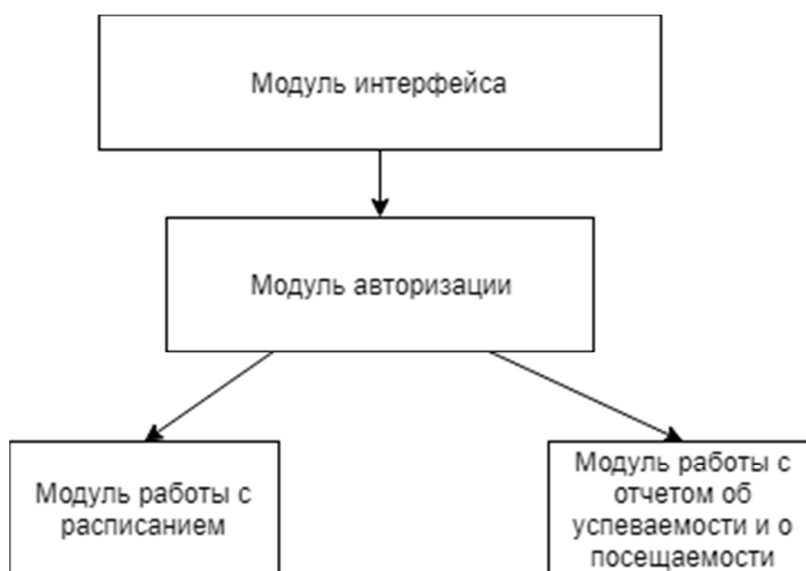 Модуль интерфейса
Модуль авторизации
Модуль работы с
расписанием
Модуль работы с
отчетом об
успеваемости и о
посещаемости